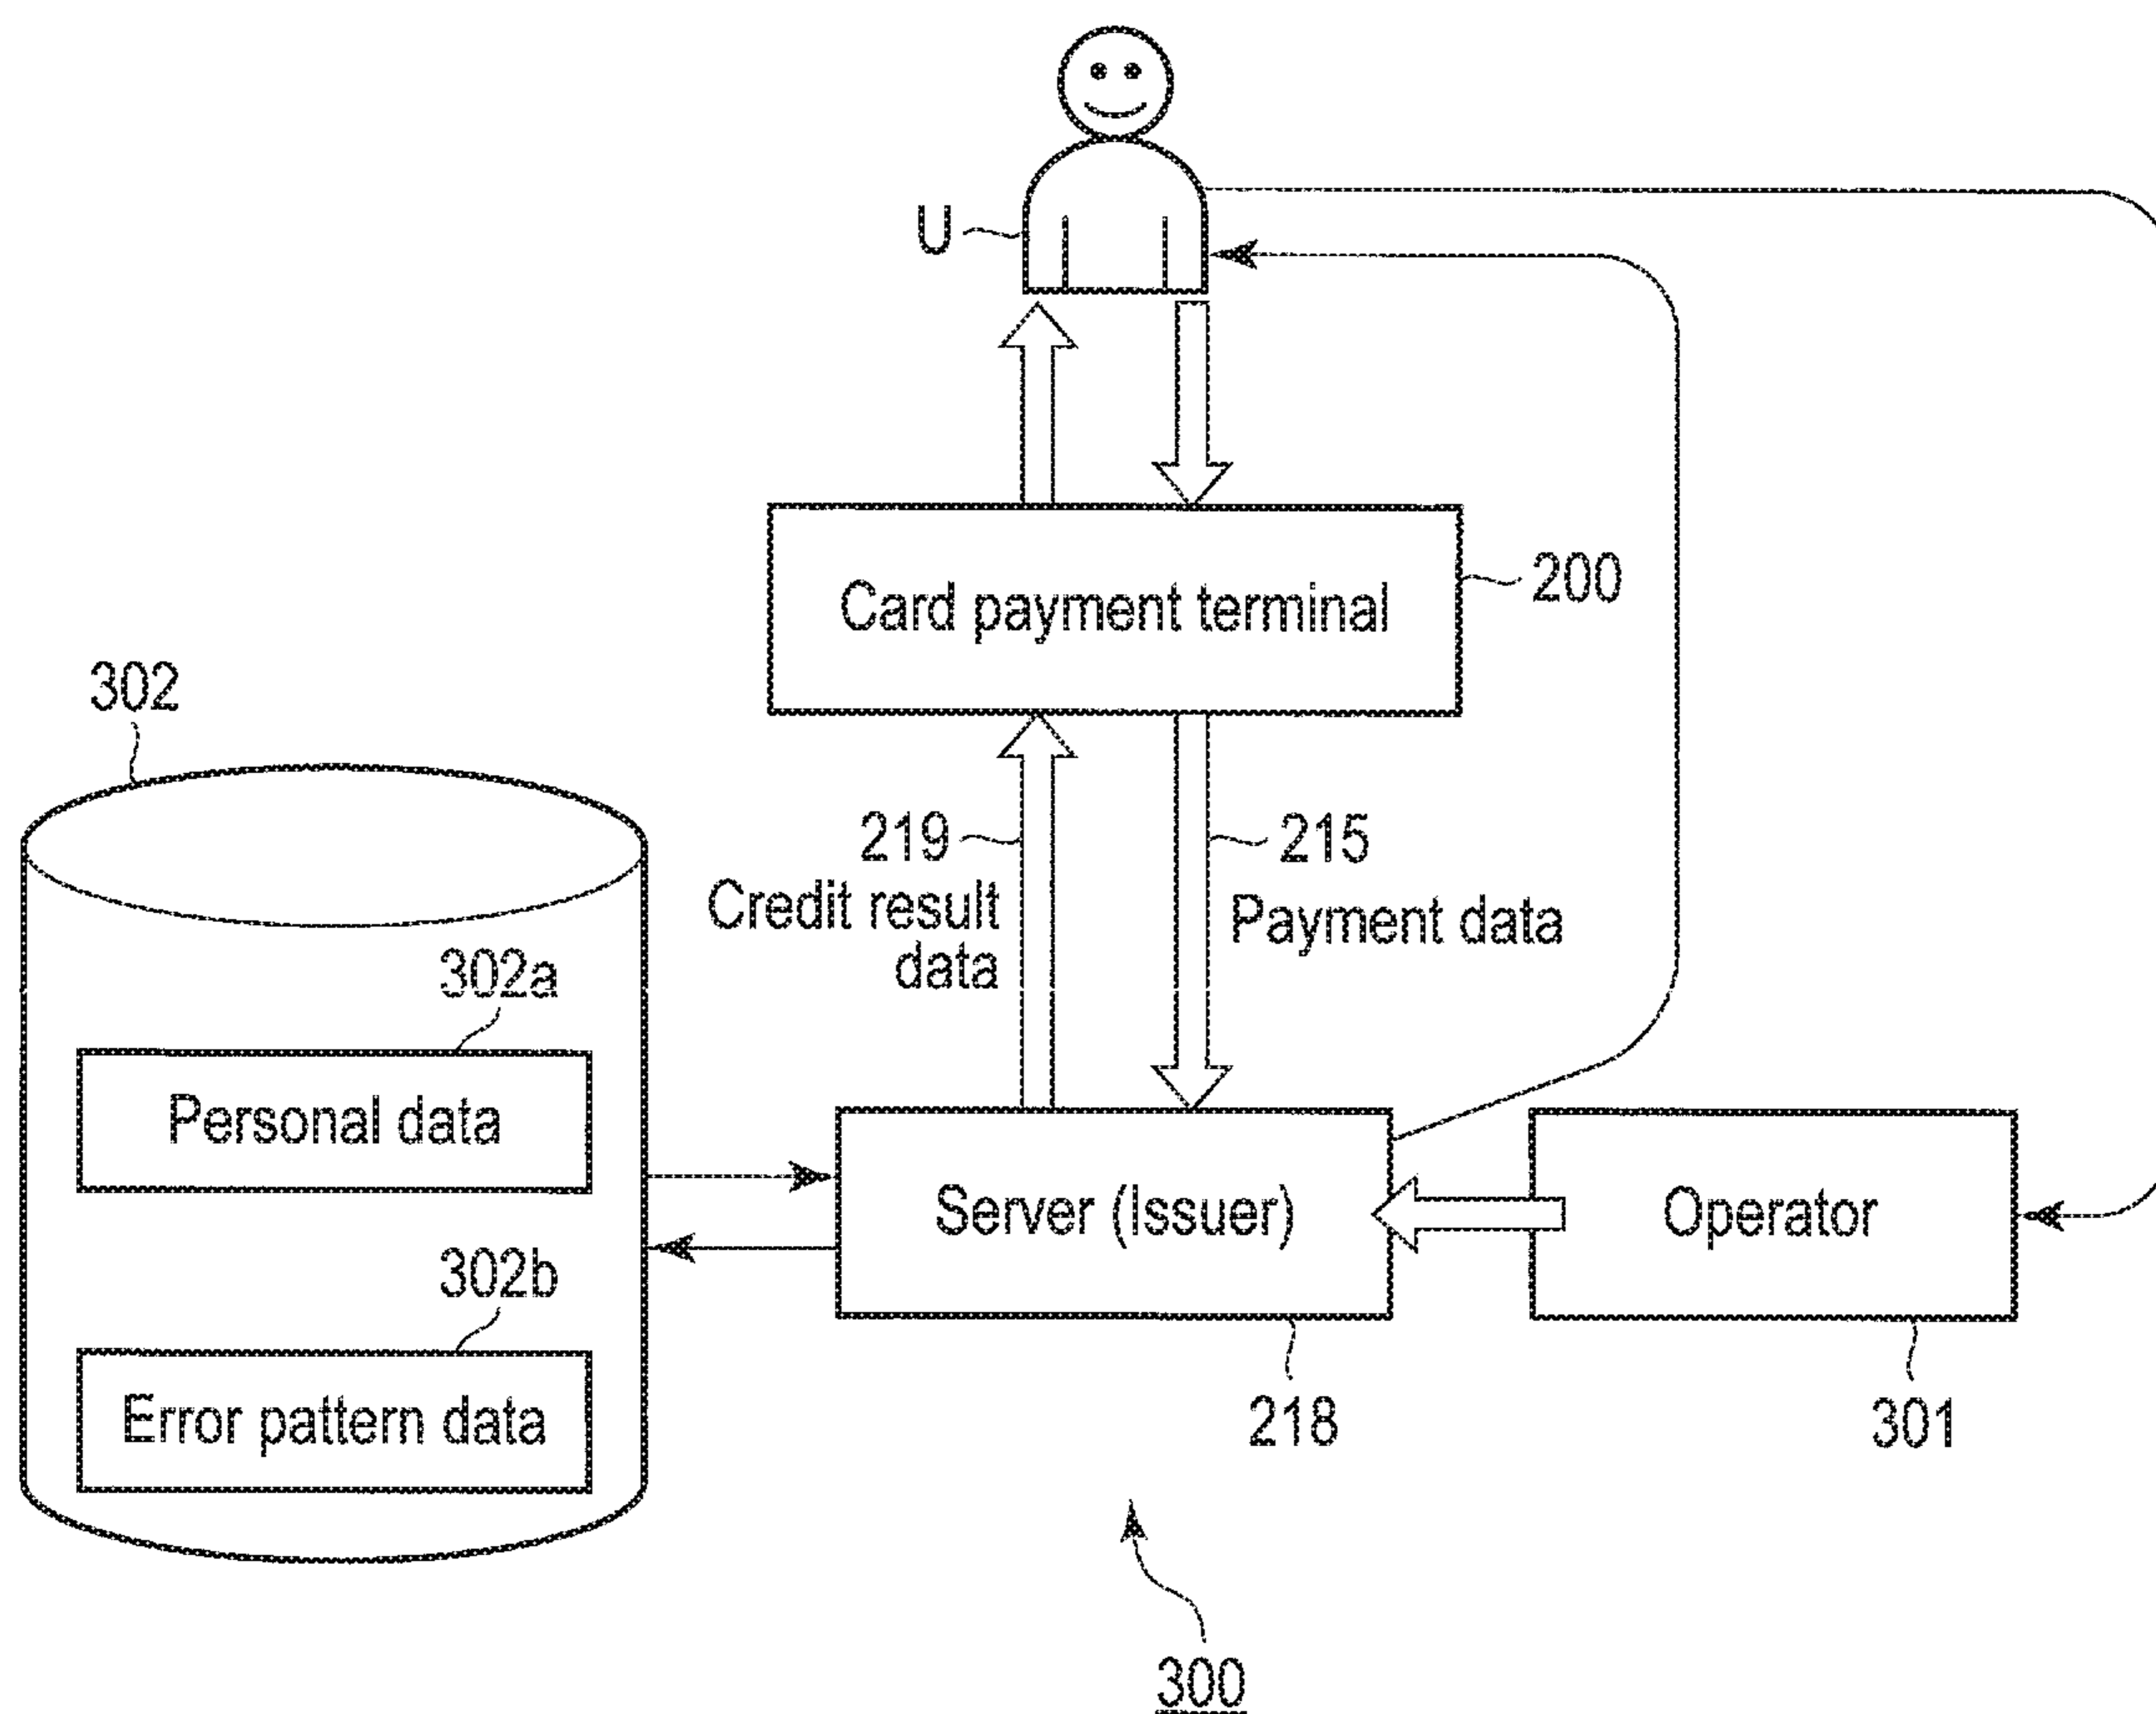 U
Card payment terminal
200
302
219
Credit result
data
215
Payment data
302a
Personal data
302b
Error pattern data
Server (Issuer)
218
Operator
301
300